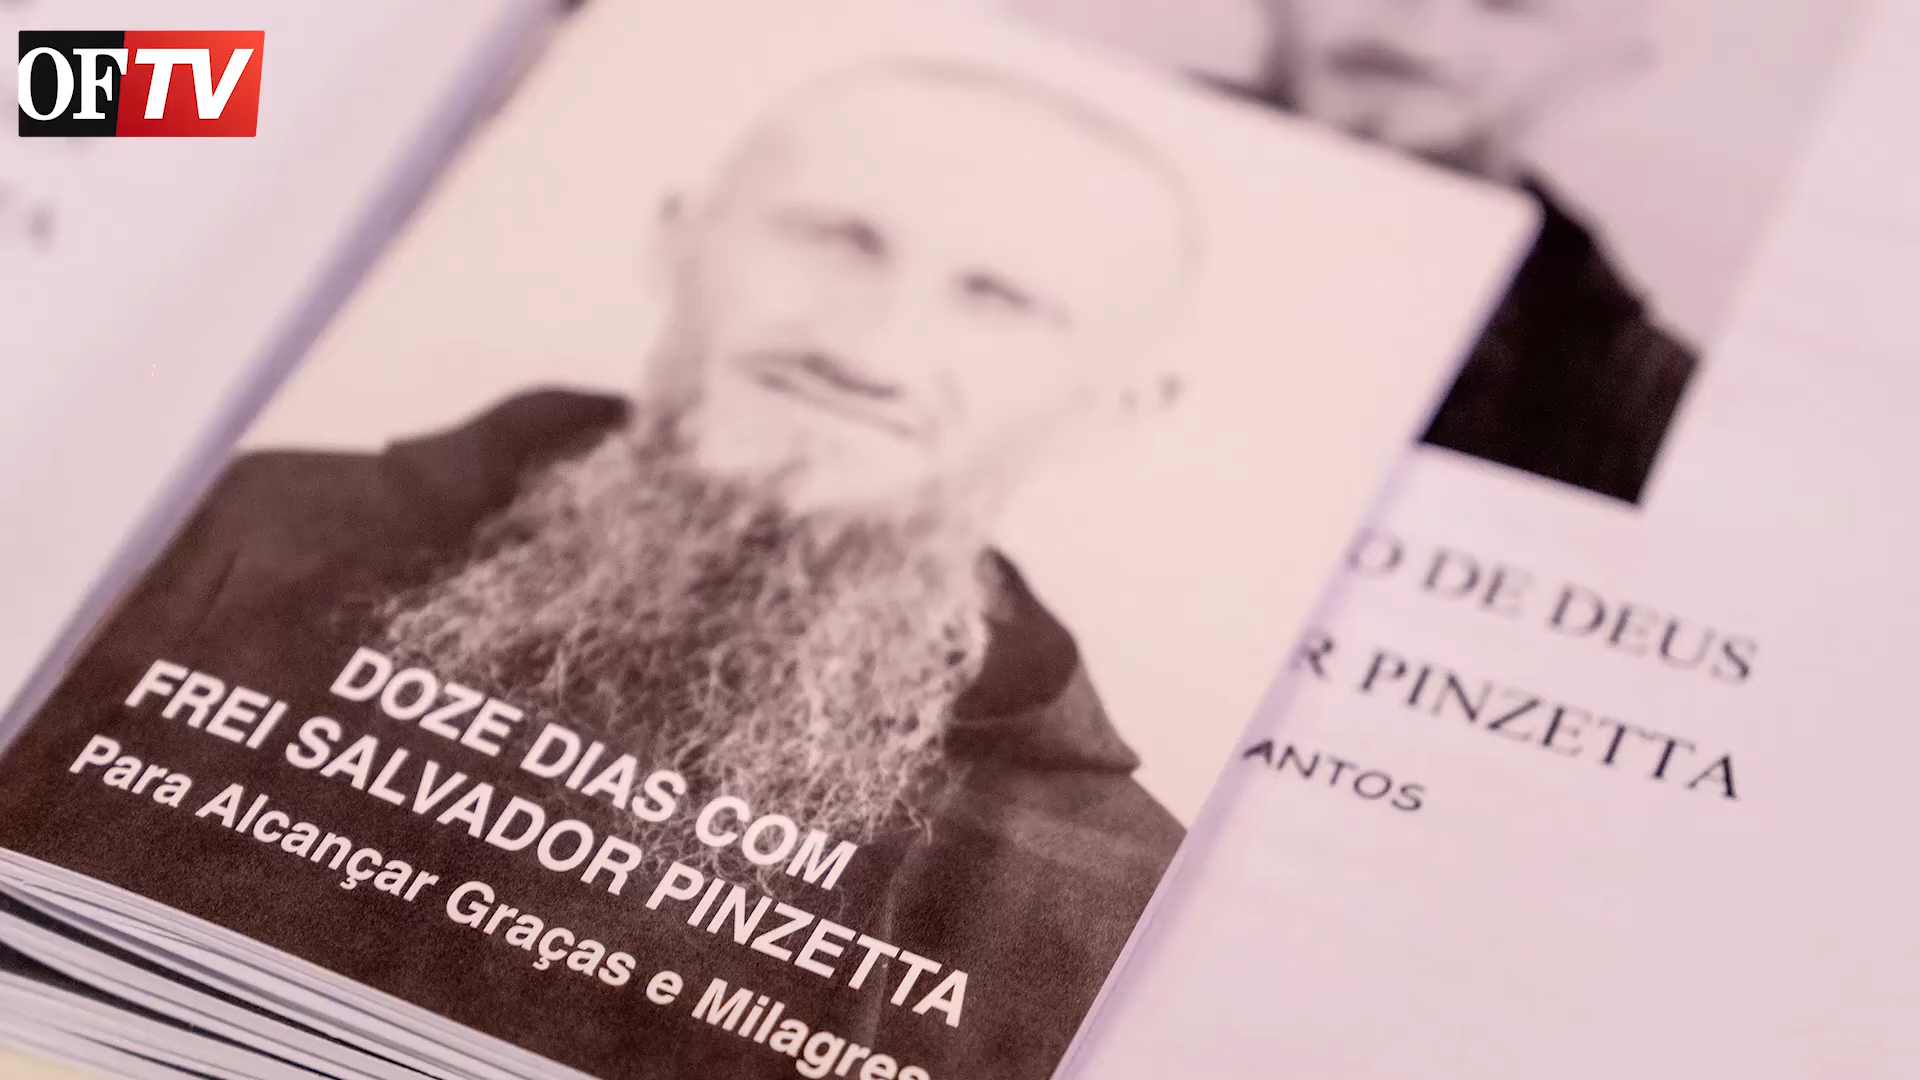 OFTV
DOZE DIAS COM
FREI SALVADOR PINZETTA
Para Alcançar Graças e Milagres
O DE DEUS
R PINZETTA
ANTOS